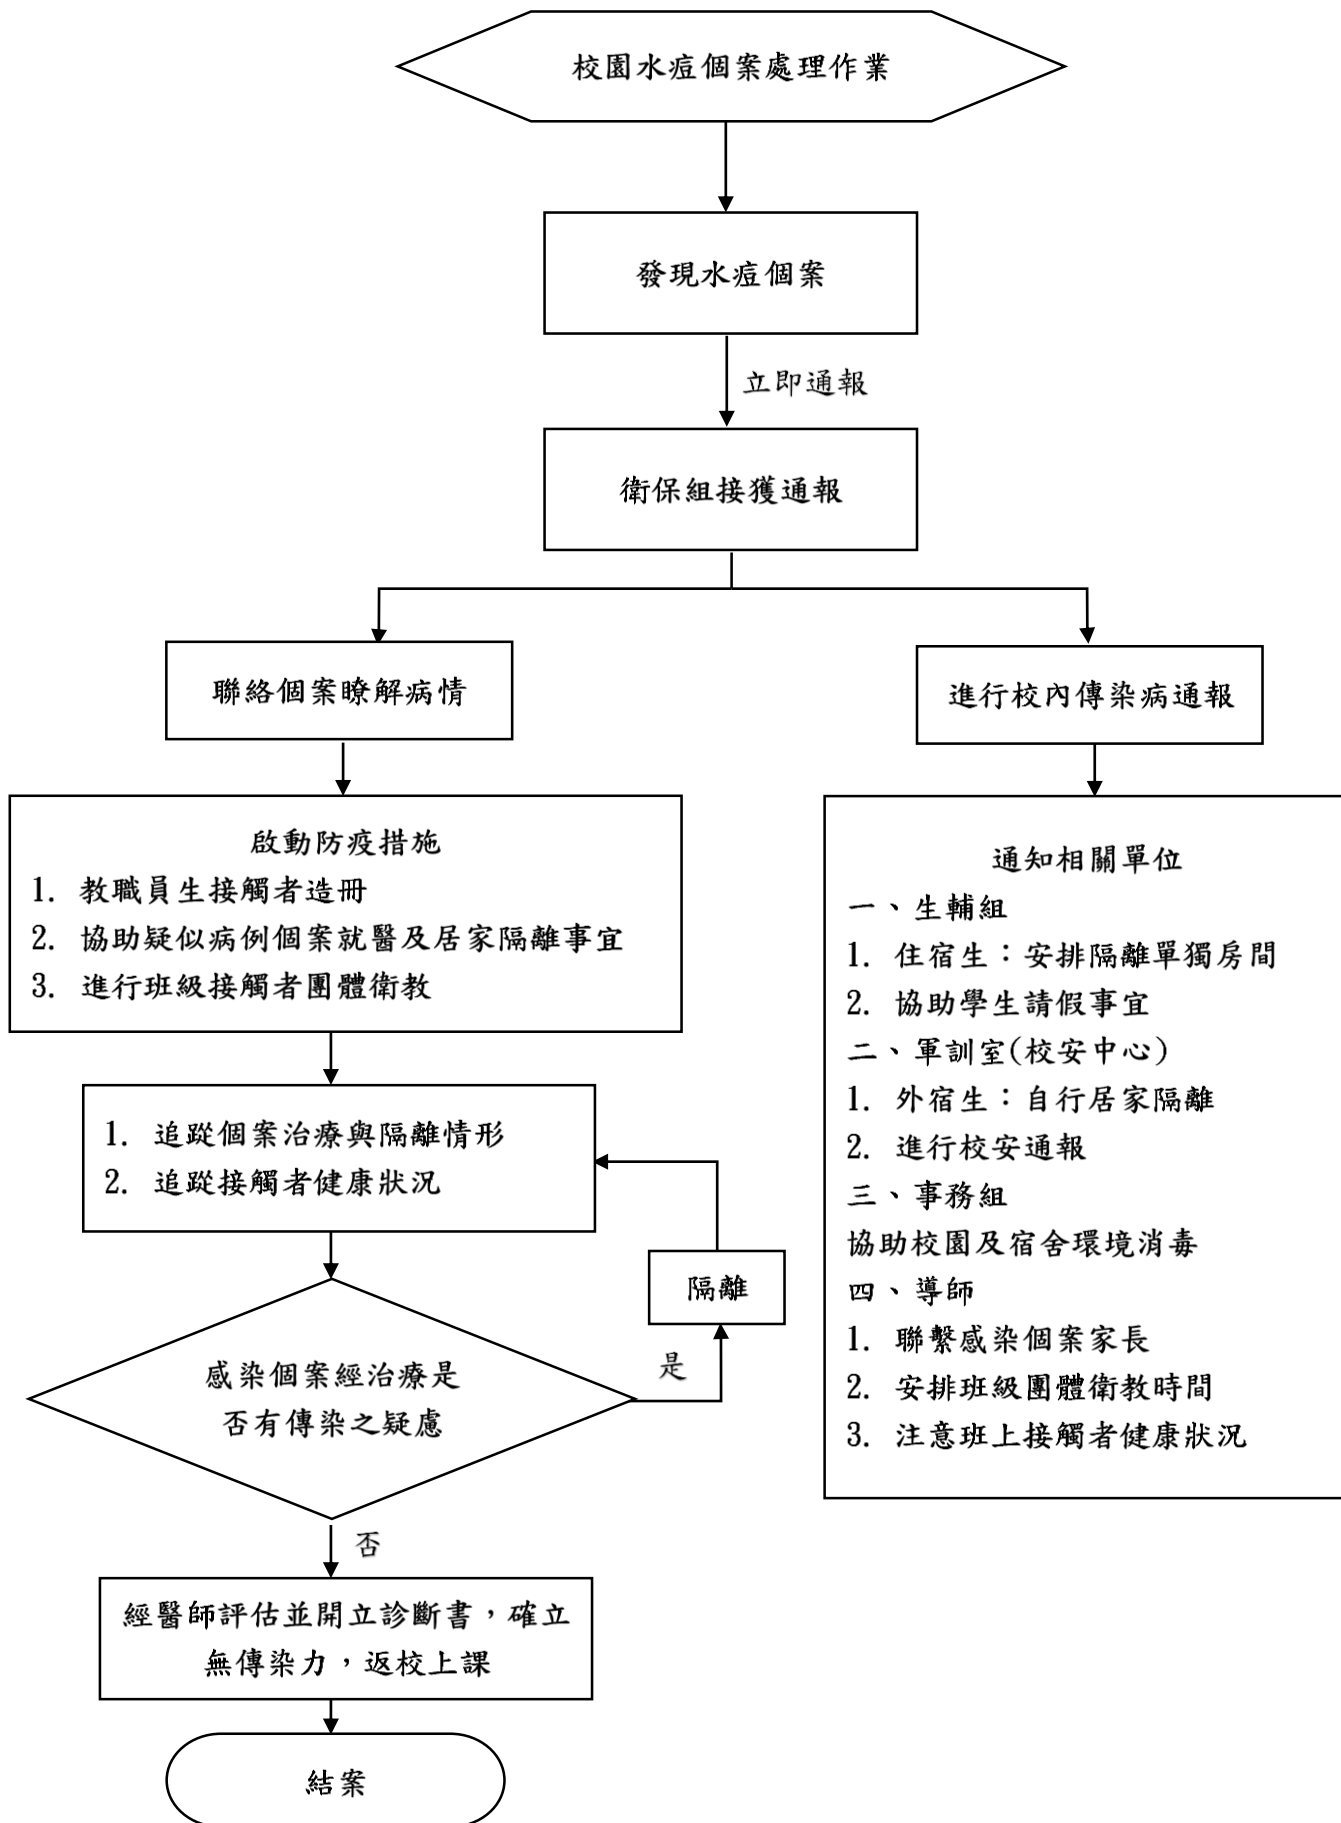 校園水痘個案處理作業
發現水痘個案
立即通報
衛保組接獲通報
聯絡個案瞭解病情
進行校內傳染病通報
啟動防疫措施
1. 教職員生接觸者造冊
2. 協助疑似病例個案就醫及居家隔離事宜
3. 進行班級接觸者團體衛教
通知相關單位
一、生輔組
1. 住宿生：安排隔離單獨房間
2. 協助學生請假事宜
二、軍訓室(校安中心)
1. 外宿生：自行居家隔離
2. 進行校安通報
三、事務組
協助校園及宿舍環境消毒
四、導師
1. 聯繫感染個案家長
2. 安排班級團體衛教時間
3. 注意班上接觸者健康狀況
1. 追蹤個案治療與隔離情形
2. 追蹤接觸者健康狀況
隔離
是
感染個案經治療是
否有傳染之疑慮
否
經醫師評估並開立診斷書，確立
無傳染力，返校上課
結案